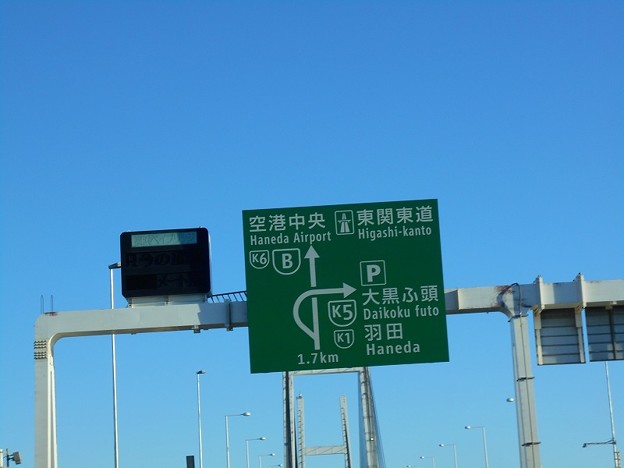 空港中央
Haneda Airport
東関東道
Higashi-kanto
K6
B
P
大黒ふ頭
Daikoku futo
K5
羽田
Haneda
K1
1.7km